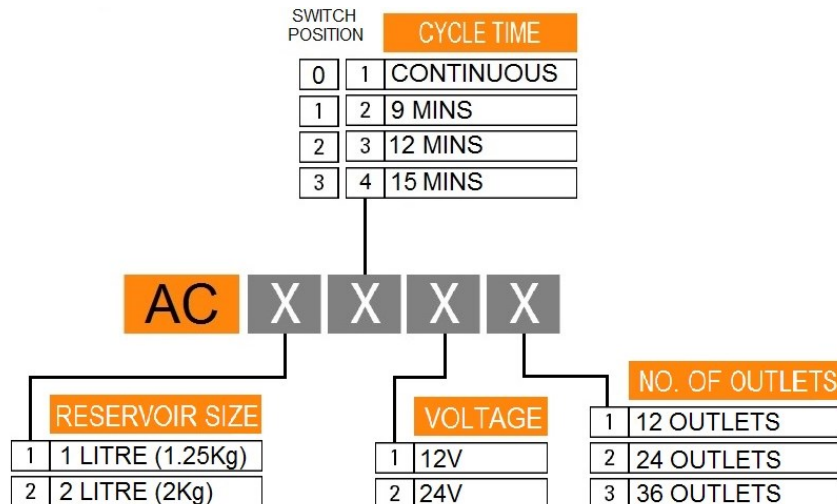 SWITCH
POSITION
CYCLE TIME
0 1 CONTINUOUS
1 2 9 MINS
2 3 12 MINS
3 4 15 MINS
AC X X X X
RESERVOIR SIZE
1 1 LITRE (1.25Kg)
2 2 LITRE (2Kg)
VOLTAGE
1 12V
2 24V
NO. OF OUTLETS
1 12 OUTLETS
2 24 OUTLETS
3 36 OUTLETS